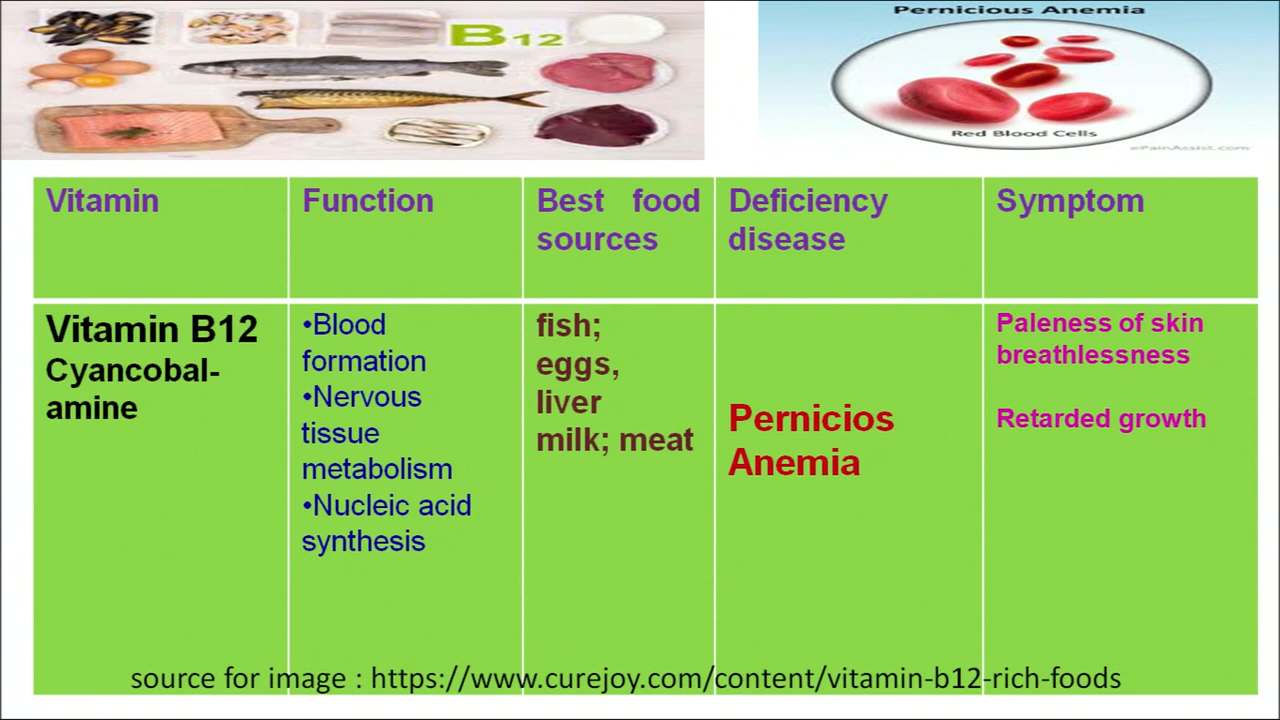 B12
Pernicious Anemia
Red Blood Cells
ePainAssist.com
Vitamin
Function
Best food
sources
Deficiency
disease
Symptom
Vitamin B12
Cyancobal-
amine
•Blood
formation
•Nervous
tissue
metabolism
•Nucleic acid
synthesis
fish;
eggs,
liver
milk; meat
Pernicios
Anemia
Paleness of skin
breathlessness
Retarded growth
source for image : https://www.curejoy.com/content/vitamin-b12-rich-foods